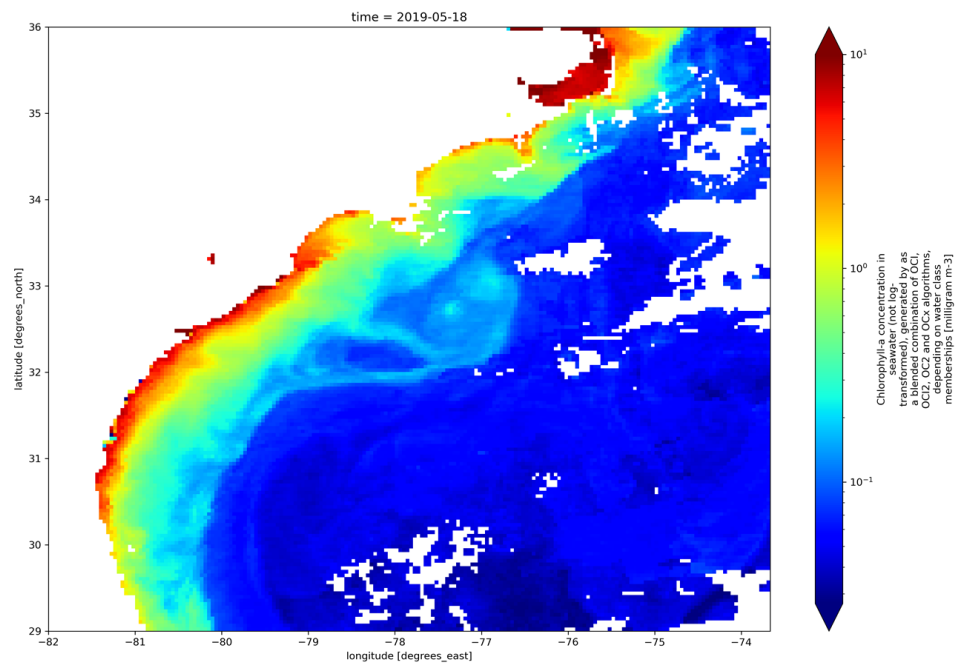 time = 2019-05-18
36
35
34
33
32
31
30
29
latitude [degrees_north]
−82
−81
−80
−79
−78
−77
−76
−75
−74
longitude [degrees_east]
10¹
10⁰
10⁻¹
Chlorophyll-a concentration in
seawater (not log-
transformed), generated by as
a blended combination of OCI,
OCI2, OC2 and OCx algorithms,
depending on water class
memberships [milligram m-3]